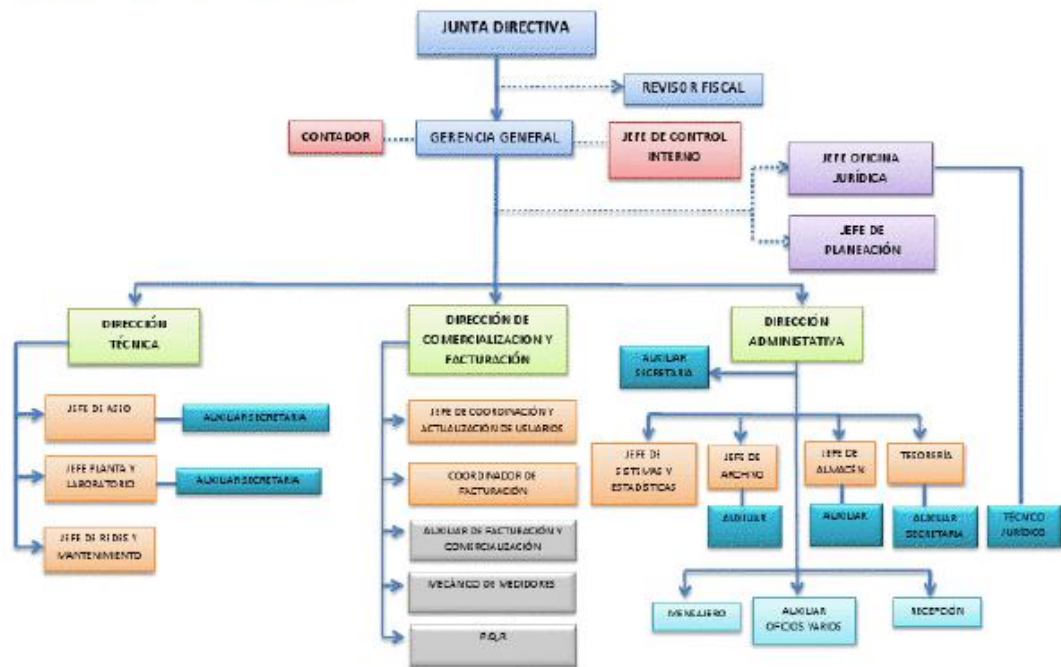 JUNTA DIRECTIVA
REVISOR FISCAL
CONTADOR
GERENCIA GENERAL
JEFE DE CONTROL
INTERNO
JEFE OFICINA
JURÍDICA
JEFE DE
PLANEACIÓN
DIRECCIÓN
TÉCNICA
DIRECCIÓN DE
COMERCIALIZACION Y
FACTURACIÓN
DIRECCIÓN
ADMINISTATIVA
AUXILIAR
SECRETARIA
JEFE DE ASEO
AUXILIAR SECRETARIA
JEFE PLANTA Y
LABORATORIO
AUXILIAR SECRETARIA
JEFE DE REDES Y
MANTENIMIENTO
JEFE DE COORDINACIÓN Y
ACTUALIZACIÓN DE USUARIOS
COORDINADOR DE
FACTURACIÓN
AUXILIAR DE FACTURACIÓN Y
COMERCIALIZACIÓN
MECÁNICO DE MEDIDORES
P.Q.R
JEFE DE
SISTEMAS Y
ESTADÍSTICAS
JEFE DE
ARCHIVO
JEFE DE
ALMACÉN
TESORERÍA
AUXILIAR
AUXILIAR
AUXILIAR
SECRETARIA
TÉCNICO
JURÍDICO
MENSAJERO
AUXILIAR
OFICIOS VARIOS
RECEPCIÓN